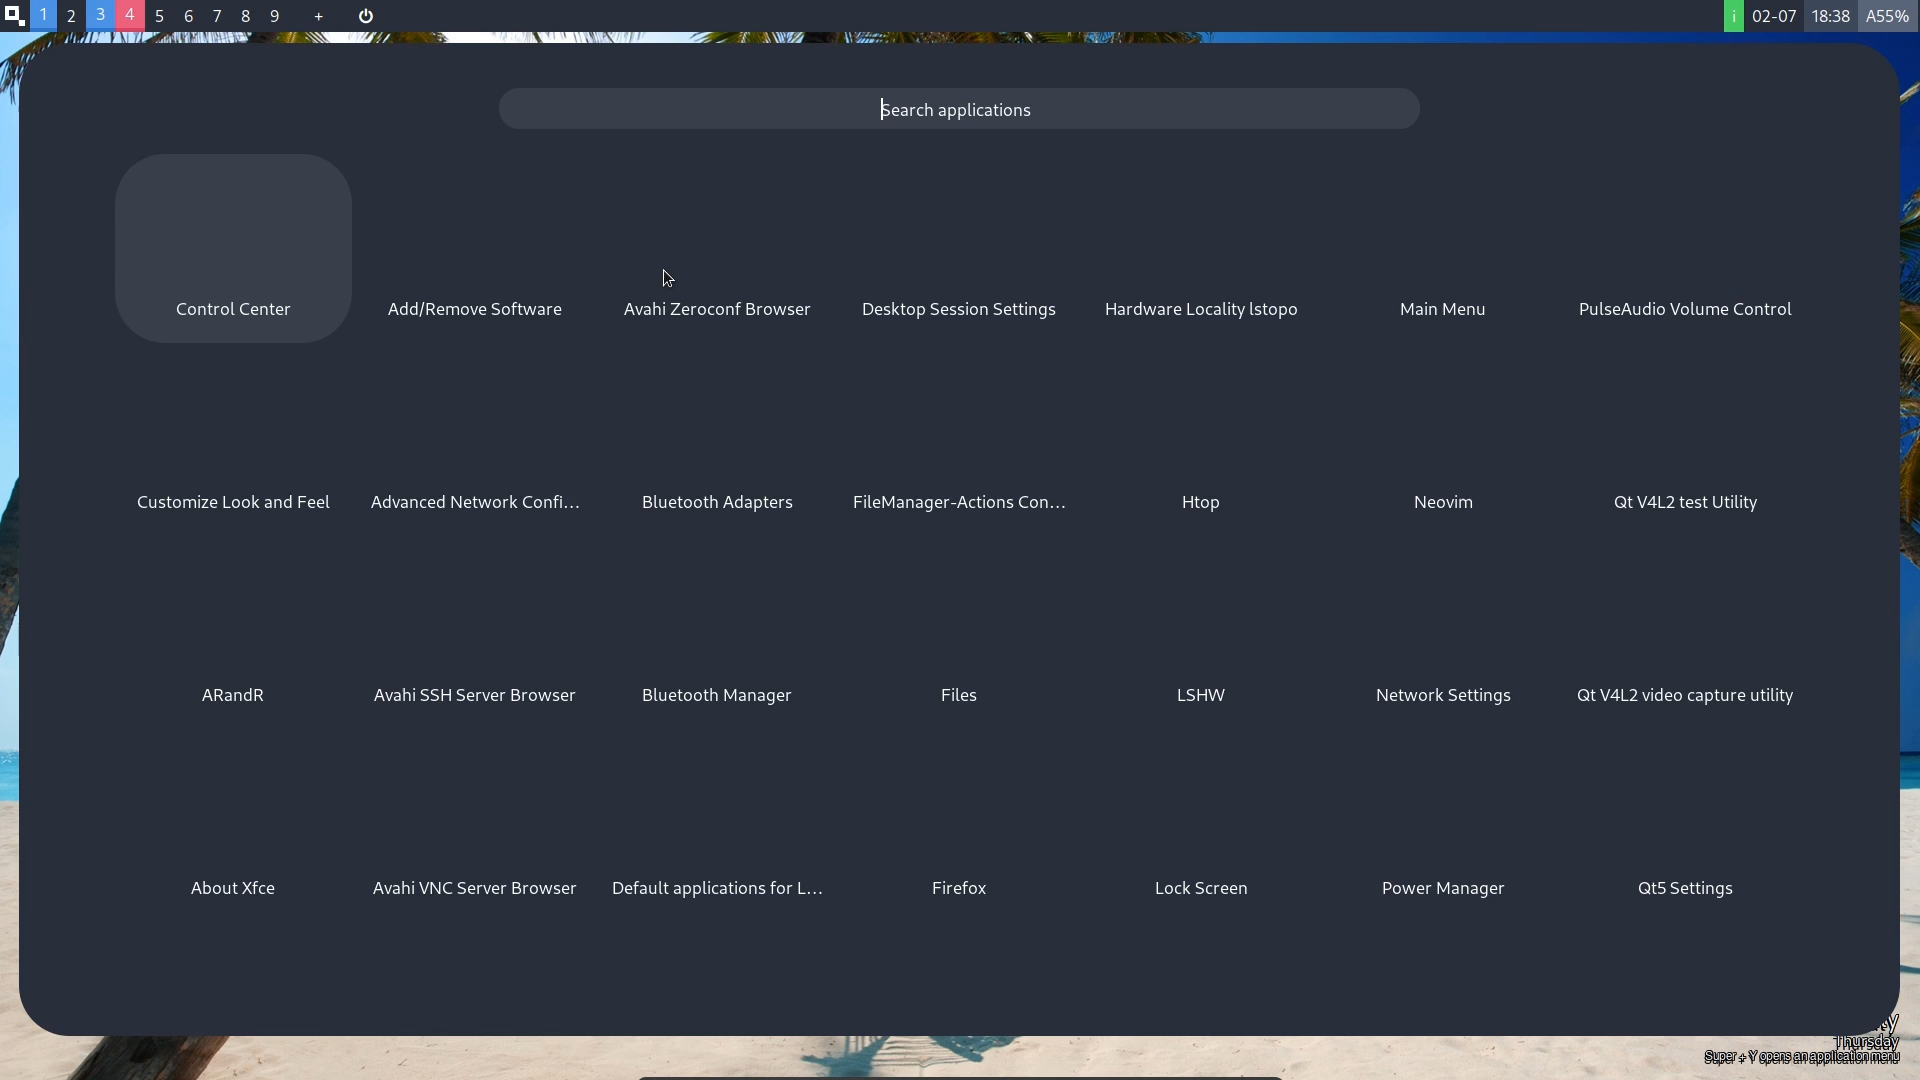 1 2 3 4 5 6 7 8 9 + i 02-07 18:38 A55%
Search applications
Control Center Add/Remove Software Avahi Zeroconf Browser Desktop Session Settings Hardware Locality lstopo Main Menu PulseAudio Volume Control
Customize Look and Feel Advanced Network Confi... Bluetooth Adapters FileManager-Actions Con... Htop Neovim Qt V4L2 test Utility
ARandR Avahi SSH Server Browser Bluetooth Manager Files LSHW Network Settings Qt V4L2 video capture utility
About Xfce Avahi VNC Server Browser Default applications for L... Firefox Lock Screen Power Manager Qt5 Settings
Thursday
Super + Y opens an application menu